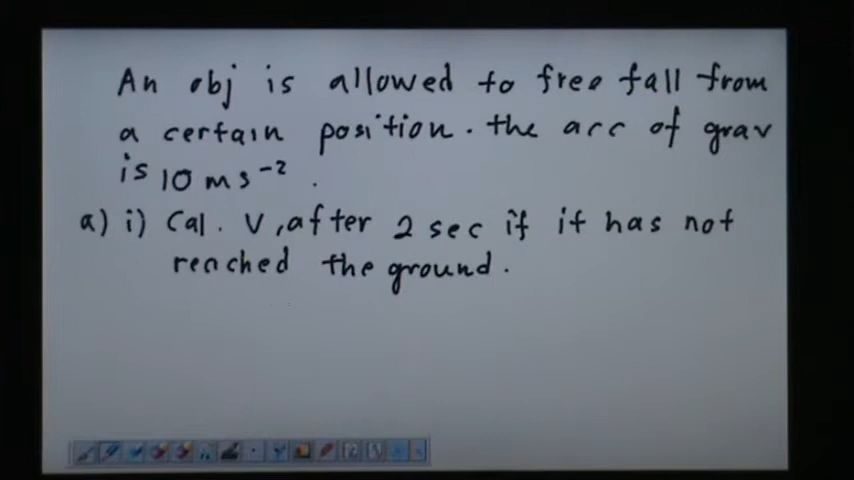 An obj is allowed to free fall from
a certain position. the acc of grav
is 10 ms⁻² .
a) i) Cal. V, after 2 sec if it has not
reached the ground.